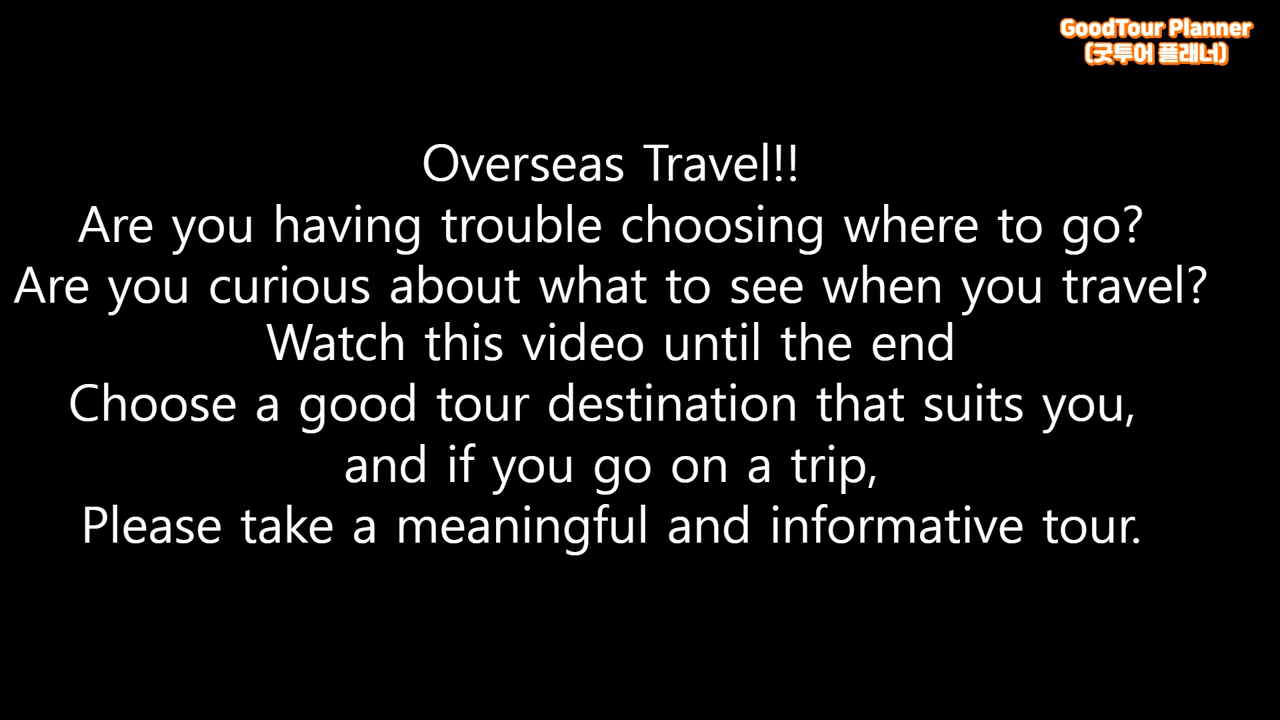 GoodTour Planner
(굿투어 플래너)
Overseas Travel!!
Are you having trouble choosing where to go?
Are you curious about what to see when you travel?
Watch this video until the end
Choose a good tour destination that suits you,
and if you go on a trip,
Please take a meaningful and informative tour.